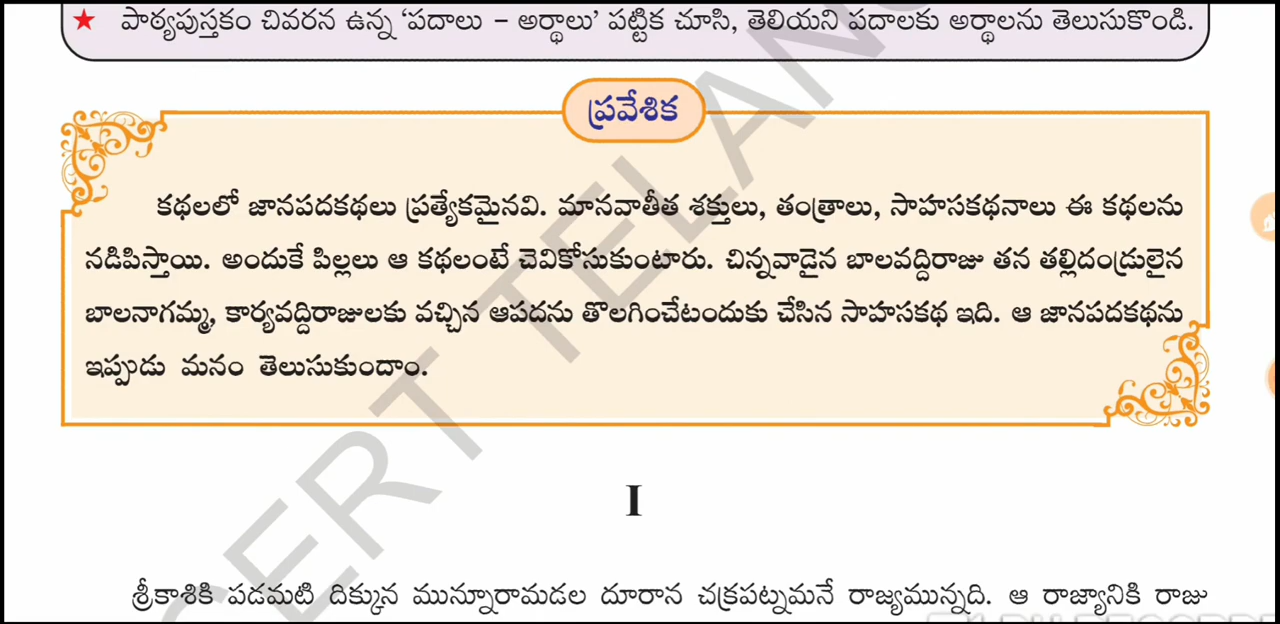 ★ పాఠ్యపుస్తకం చివరన ఉన్న ‘పదాలు – అర్థాలు’ పట్టిక చూసి, తెలియని పదాలకు అర్థాలను తెలుసుకొండి.
ప్రవేశిక
కథలలో జానపదకథలు ప్రత్యేకమైనవి. మానవాతీత శక్తులు, తంత్రాలు, సాహసకథనాలు ఈ కథలను
నడిపిస్తాయి. అందుకే పిల్లలు ఆ కథలంటే చెవికోసుకుంటారు. చిన్నవాడైన బాలవద్దిరాజు తన తల్లిదండ్రులైన
బాలనాగమ్మ, కార్యవద్దిరాజులకు వచ్చిన ఆపదను తొలగించేటందుకు చేసిన సాహసకథ ఇది. ఆ జానపదకథను
ఇప్పుడు మనం తెలుసుకుందాం.
I
శ్రీకాశికి పడమటి దిక్కున మున్నూరామడల దూరాన చక్రపట్నమనే రాజ్యమున్నది. ఆ రాజ్యానికి రాజు
SERT TELAN